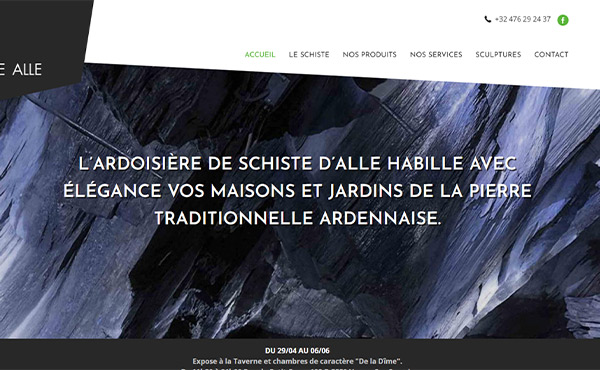 +32 476 29 24 37
ACCUEIL LE SCHISTE NOS PRODUITS NOS SERVICES SCULPTURES CONTACT
E ALLE
L'ARDOISIÈRE DE SCHISTE D'ALLE HABILLE AVEC
ÉLÉGANCE VOS MAISONS ET JARDINS DE LA PIERRE
TRADITIONNELLE ARDENNAISE.
DU 29/04 AU 06/06
Expose à la Taverne et chambres de caractère "De la Dîme".